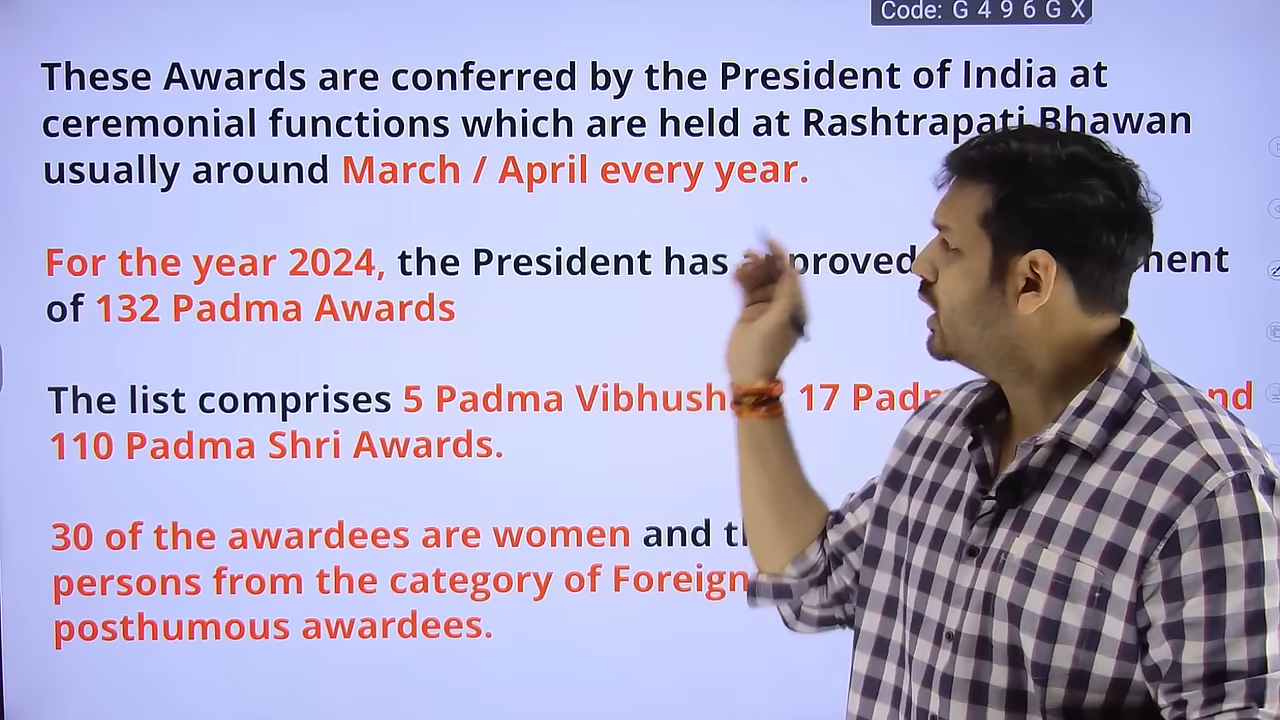 Code: G 4 9 6 G X
These Awards are conferred by the President of India at
ceremonial functions which are held at Rashtrapati Bhawan
usually around March / April every year.
For the year 2024, the President has
of 132 Padma Awards
The list comprises 5 Padma 17
110 Padma Shri Awards.
30 of the awardees are women and
persons from the category of Foreign
posthumous awardees.